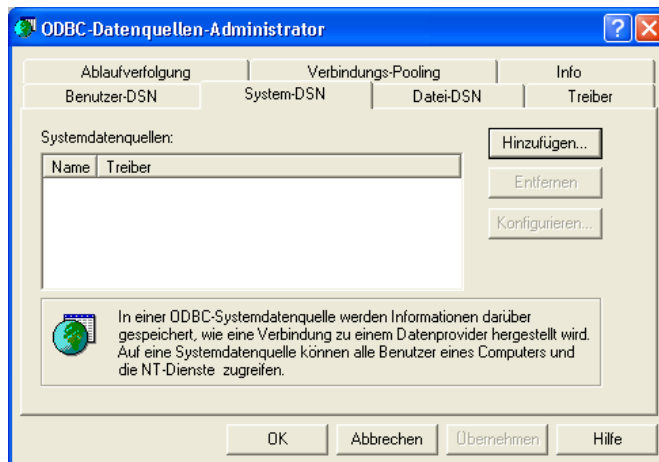 ODBC-Datenquellen-Administrator
Ablaufverfolgung Verbindungs-Pooling Info
Benutzer-DSN System-DSN Datei-DSN Treiber
Systemdatenquellen:
Name Treiber
Hinzufügen...
Entfernen
Konfigurieren...
In einer ODBC-Systemdatenquelle werden Informationen darüber
gespeichert, wie eine Verbindung zu einem Datenprovider hergestellt wird.
Auf eine Systemdatenquelle können alle Benutzer eines Computers und
die NT-Dienste zugreifen.
OK Abbrechen Übernehmen Hilfe